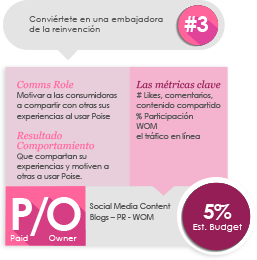 Conviértete en una embajadora
de la reinvención
#3
Comms Role
Motivar a las consumidoras
a compartir con otras sus
experiencias al usar Poise
Resultado
Comportamiento
Que compartan su
experiencias y motiven a
otras a usar Poise.
Las métricas clave
# Likes, comentarios,
contenido compartido
% Participación
WOM
el tráfico en línea
P/O
Paid Owner
Social Media Content
Blogs – PR - WOM
5%
Est. Budget